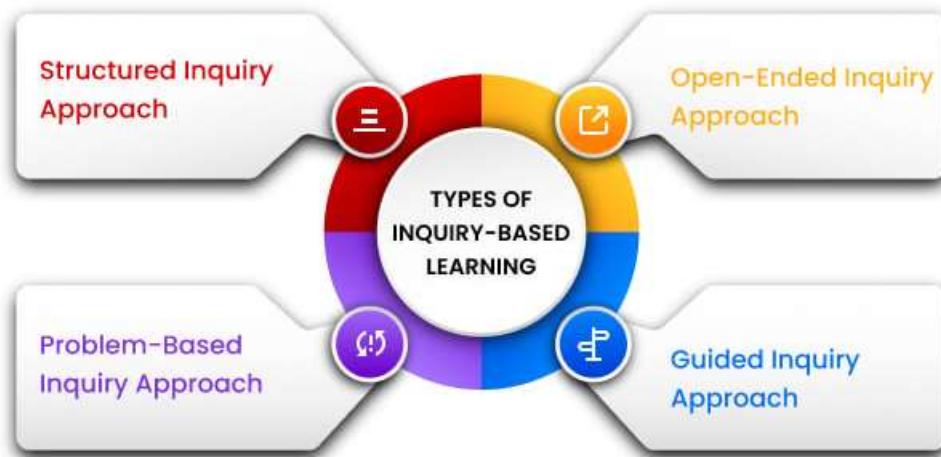 Structured Inquiry
Approach
Open-Ended Inquiry
Approach
TYPES OF
INQUIRY-BASED
LEARNING
Problem-Based
Inquiry Approach
Guided Inquiry
Approach